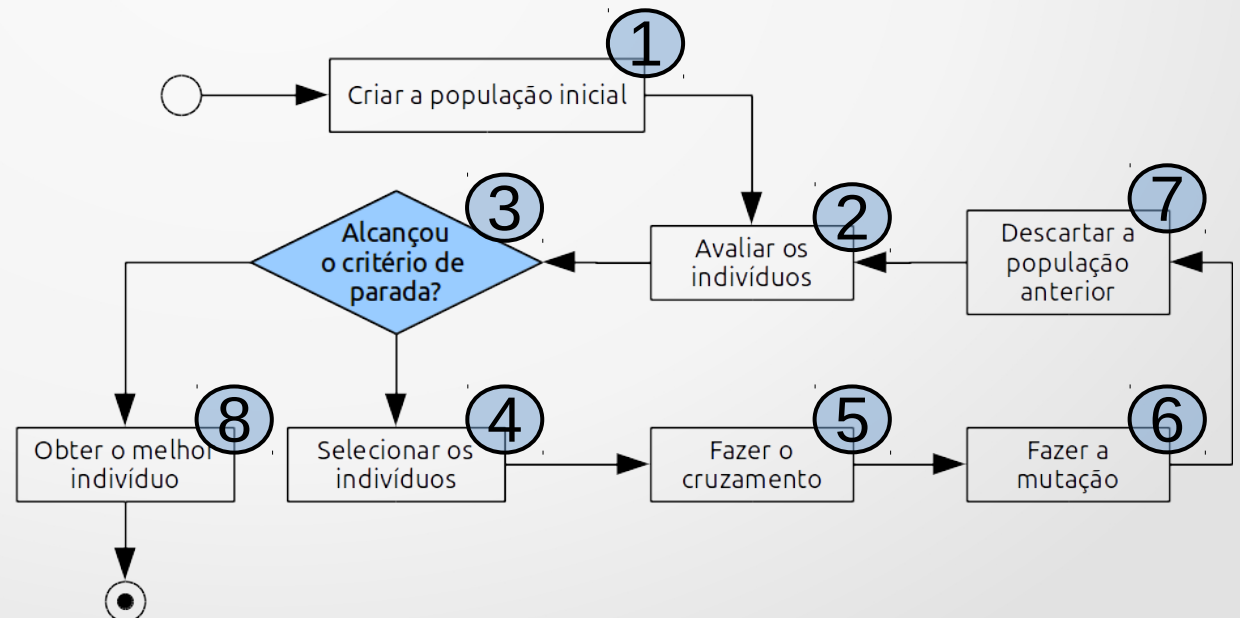 1
Criar a população inicial
3
Alcançou
o critério de
parada?
2
Avaliar os
indivíduos
7
Descartar a
população
anterior
8
Obter o melhor
indivíduo
4
Selecionar os
indivíduos
5
Fazer o
cruzamento
6
Fazer a
mutação